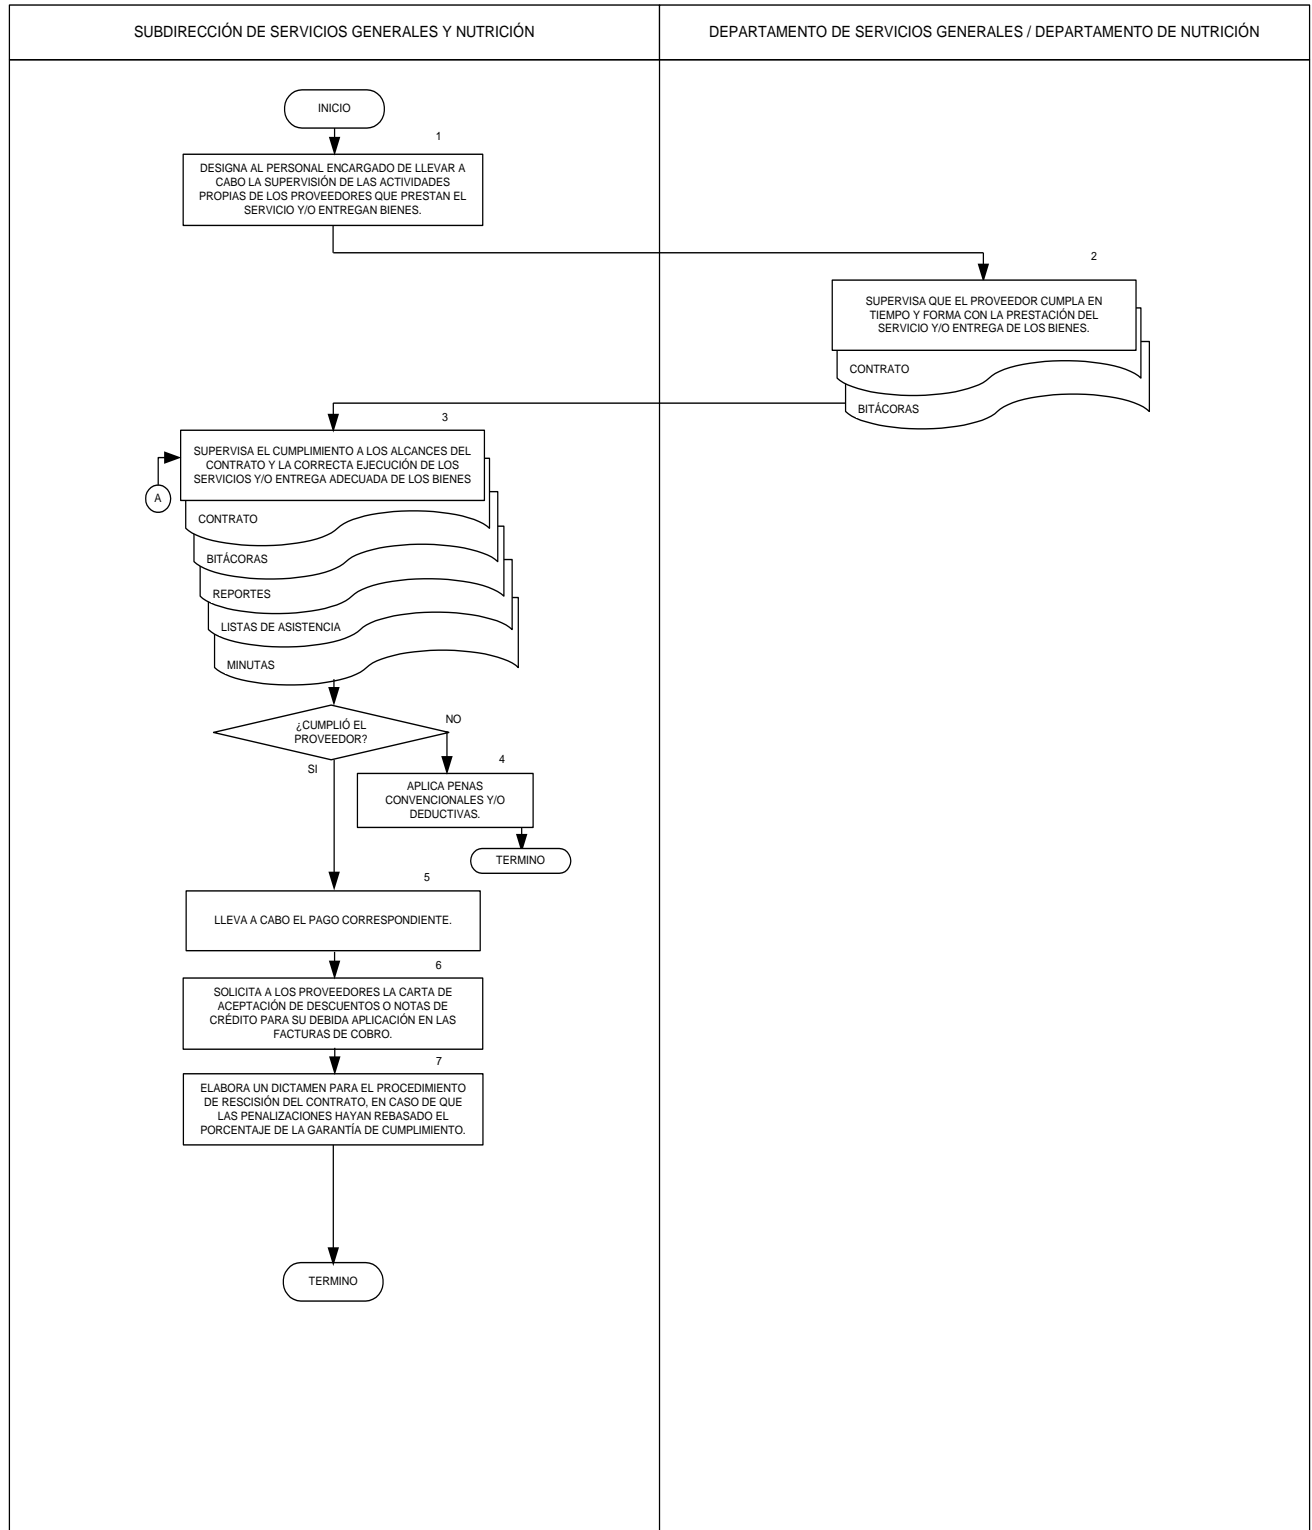 SUBDIRECCIÓN DE SERVICIOS GENERALES Y NUTRICIÓN
DEPARTAMENTO DE SERVICIOS GENERALES / DEPARTAMENTO DE NUTRICIÓN
INICIO
1
DESIGNA AL PERSONAL ENCARGADO DE LLEVAR A
CABO LA SUPERVISIÓN DE LAS ACTIVIDADES
PROPIAS DE LOS PROVEEDORES QUE PRESTAN EL
SERVICIO Y/O ENTREGAN BIENES.
2
SUPERVISA QUE EL PROVEEDOR CUMPLA EN
TIEMPO Y FORMA CON LA PRESTACIÓN DEL
SERVICIO Y/O ENTREGA DE LOS BIENES.
CONTRATO
BITÁCORAS
3
SUPERVISA EL CUMPLIMIENTO A LOS ALCANCES DEL
CONTRATO Y LA CORRECTA EJECUCIÓN DE LOS
SERVICIOS Y/O ENTREGA ADECUADA DE LOS BIENES
A
CONTRATO
BITÁCORAS
REPORTES
LISTAS DE ASISTENCIA
MINUTAS
¿CUMPLIÓ EL
PROVEEDOR?
NO
SI
4
APLICA PENAS
CONVENCIONALES Y/O
DEDUCTIVAS.
TERMINO
5
LLEVA A CABO EL PAGO CORRESPONDIENTE.
6
SOLICITA A LOS PROVEEDORES LA CARTA DE
ACEPTACIÓN DE DESCUENTOS O NOTAS DE
CRÉDITO PARA SU DEBIDA APLICACIÓN EN LAS
FACTURAS DE COBRO.
7
ELABORA UN DICTAMEN PARA EL PROCEDIMIENTO
DE RESCISIÓN DEL CONTRATO, EN CASO DE QUE
LAS PENALIZACIONES HAYAN REBASADO EL
PORCENTAJE DE LA GARANTÍA DE CUMPLIMIENTO.
TERMINO